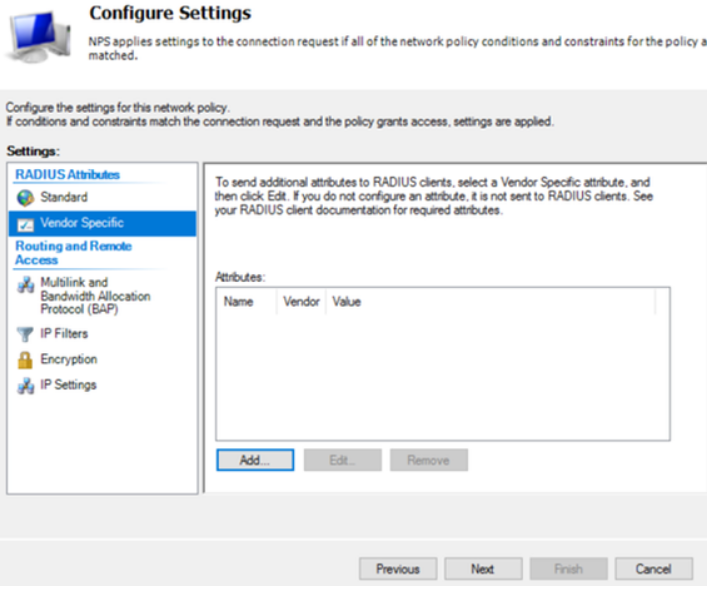 Configure Settings
NPS applies settings to the connection request if all of the network policy conditions and constraints for the policy a
matched.
Configure the settings for this network policy.
If conditions and constraints match the connection request and the policy grants access, settings are applied.
Settings:
RADIUS Attributes
Standard
Vendor Specific
Routing and Remote
Access
Multilink and
Bandwidth Allocation
Protocol (BAP)
IP Filters
Encryption
IP Settings
To send additional attributes to RADIUS clients, select a Vendor Specific attribute, and
then click Edit. If you do not configure an attribute, it is not sent to RADIUS clients. See
your RADIUS client documentation for required attributes.
Attributes:
Name Vendor Value
Add... Edit... Remove
Previous Next Finish Cancel